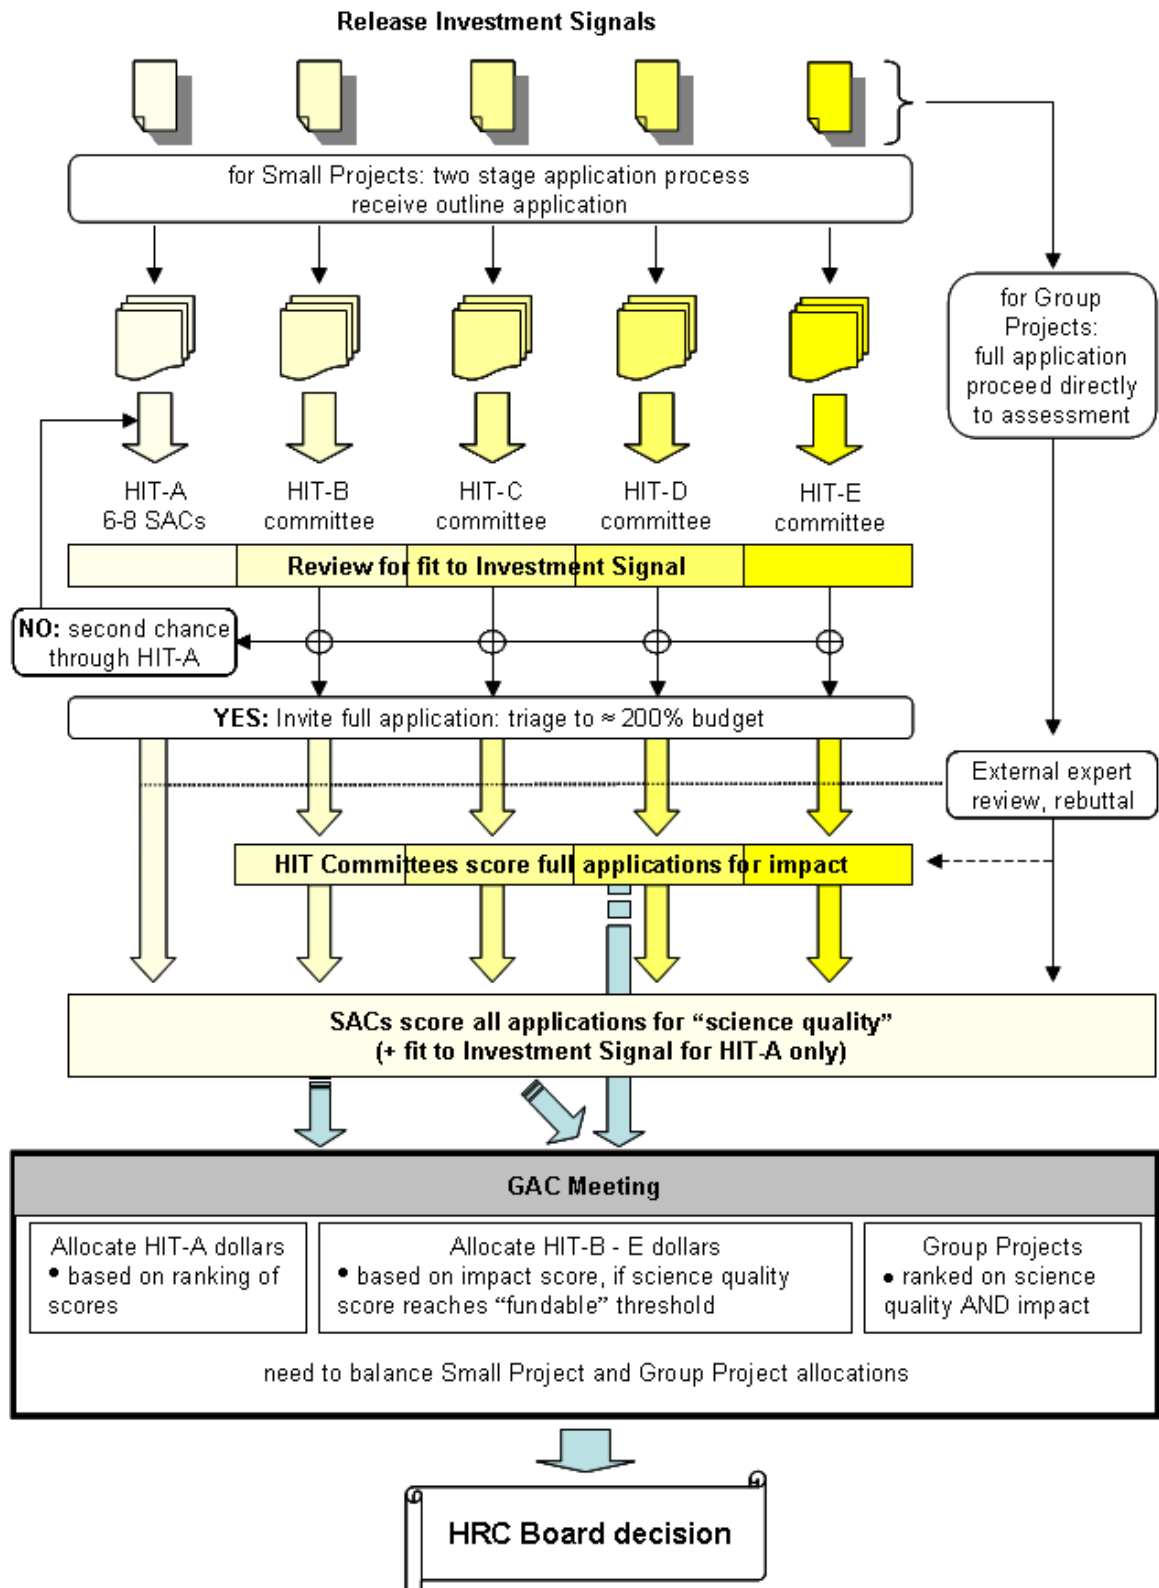 Release Investment Signals
for Small Projects: two stage application process
receive outline application
for Group
Projects:
full application
proceed directly
to assessment
HIT-A
6-8 SACs
HIT-B
committee
HIT-C
committee
HIT-D
committee
HIT-E
committee
Review for fit to Investment Signal
NO: second chance
through HIT-A
YES: Invite full application: triage to ≈ 200% budget
External expert
review, rebuttal
HIT Committees score full applications for impact
SACs score all applications for “science quality”
(+ fit to Investment Signal for HIT-A only)
GAC Meeting
Allocate HIT-A dollars
• based on ranking of
scores
Allocate HIT-B - E dollars
• based on impact score, if science quality
score reaches “fundable” threshold
Group Projects
• ranked on science
quality AND impact
need to balance Small Project and Group Project allocations
HRC Board decision